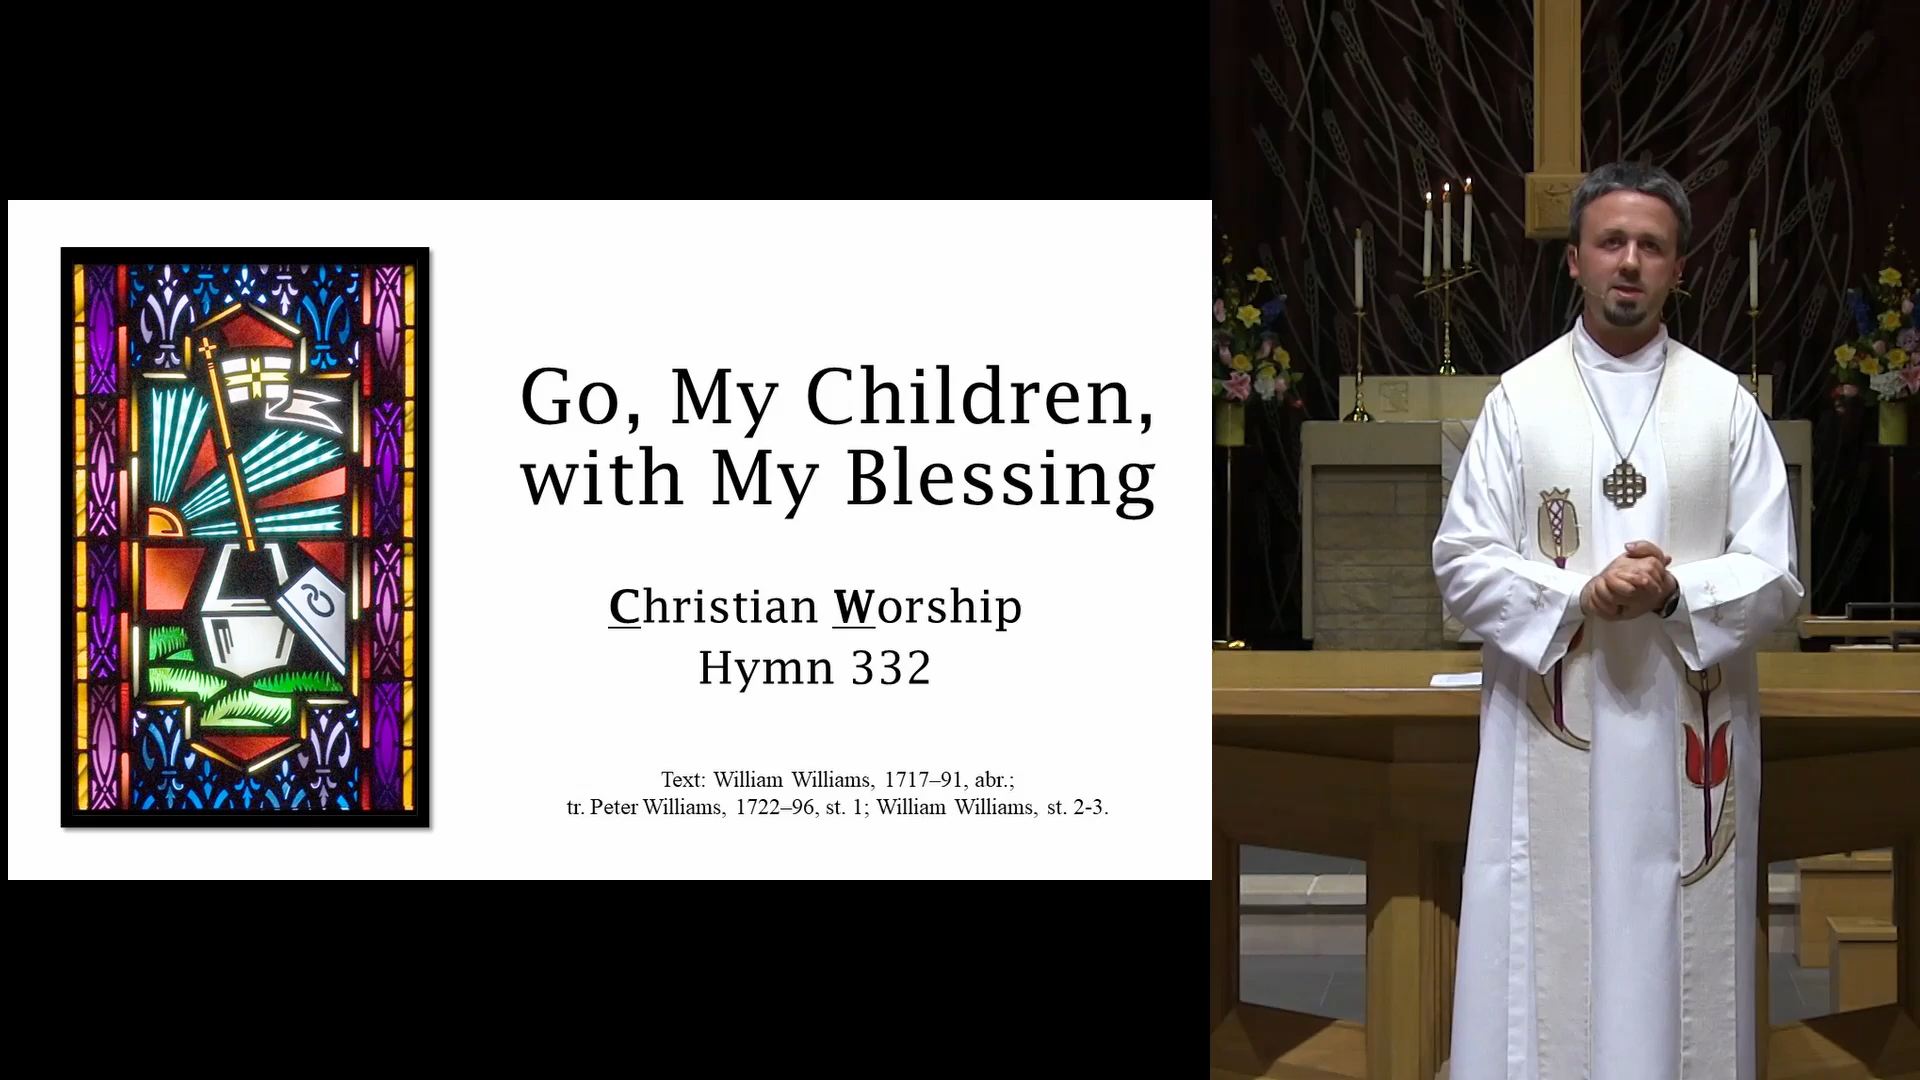 Go, My Children,
with My Blessing
Christian Worship
Hymn 332
Text: William Williams, 1717–91, abr.;
tr. Peter Williams, 1722–96, st. 1; William Williams, st. 2-3.